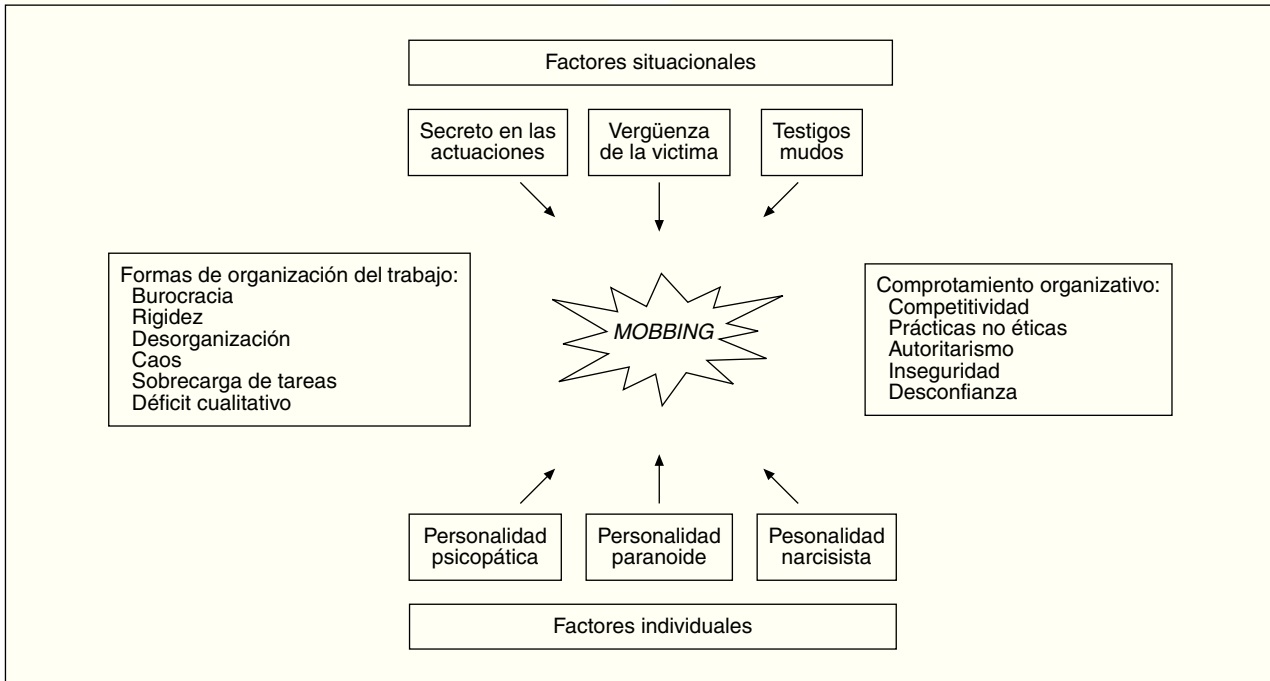 Factores situacionales
Secreto en las
actuaciones
Vergüenza
de la victima
Testigos
mudos
Formas de organización del trabajo:
Burocracia
Rigidez
Desorganización
Caos
Sobrecarga de tareas
Déficit cualitativo
MOBBING
Comprotamiento organizativo:
Competitividad
Prácticas no éticas
Autoritarismo
Inseguridad
Desconfianza
Personalidad
psicopática
Personalidad
paranoide
Pesonalidad
narcisista
Factores individuales